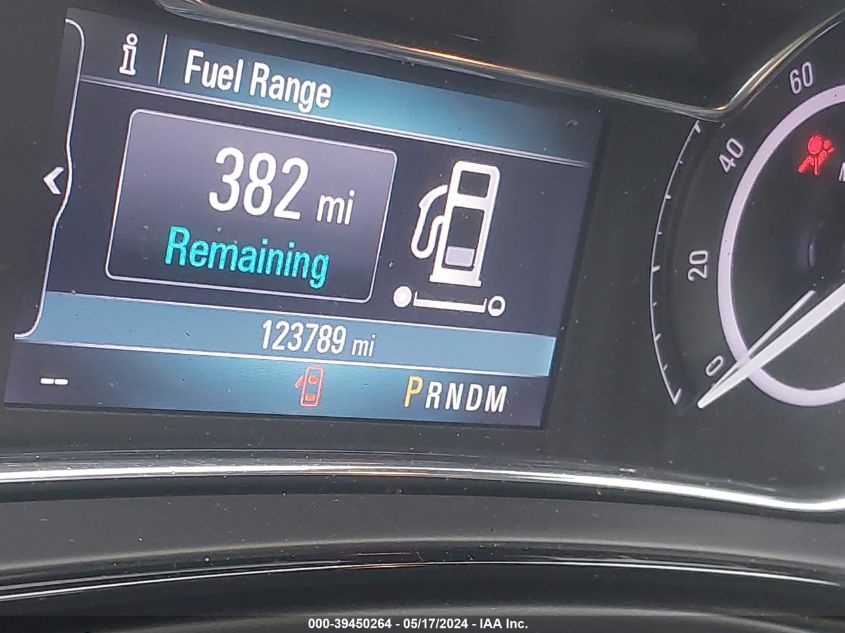 i Fuel Range
382 mi
Remaining
123789 mi
-- PRNDM
60
40
20
0
000-39450264 - 05/17/2024 - IAA Inc.